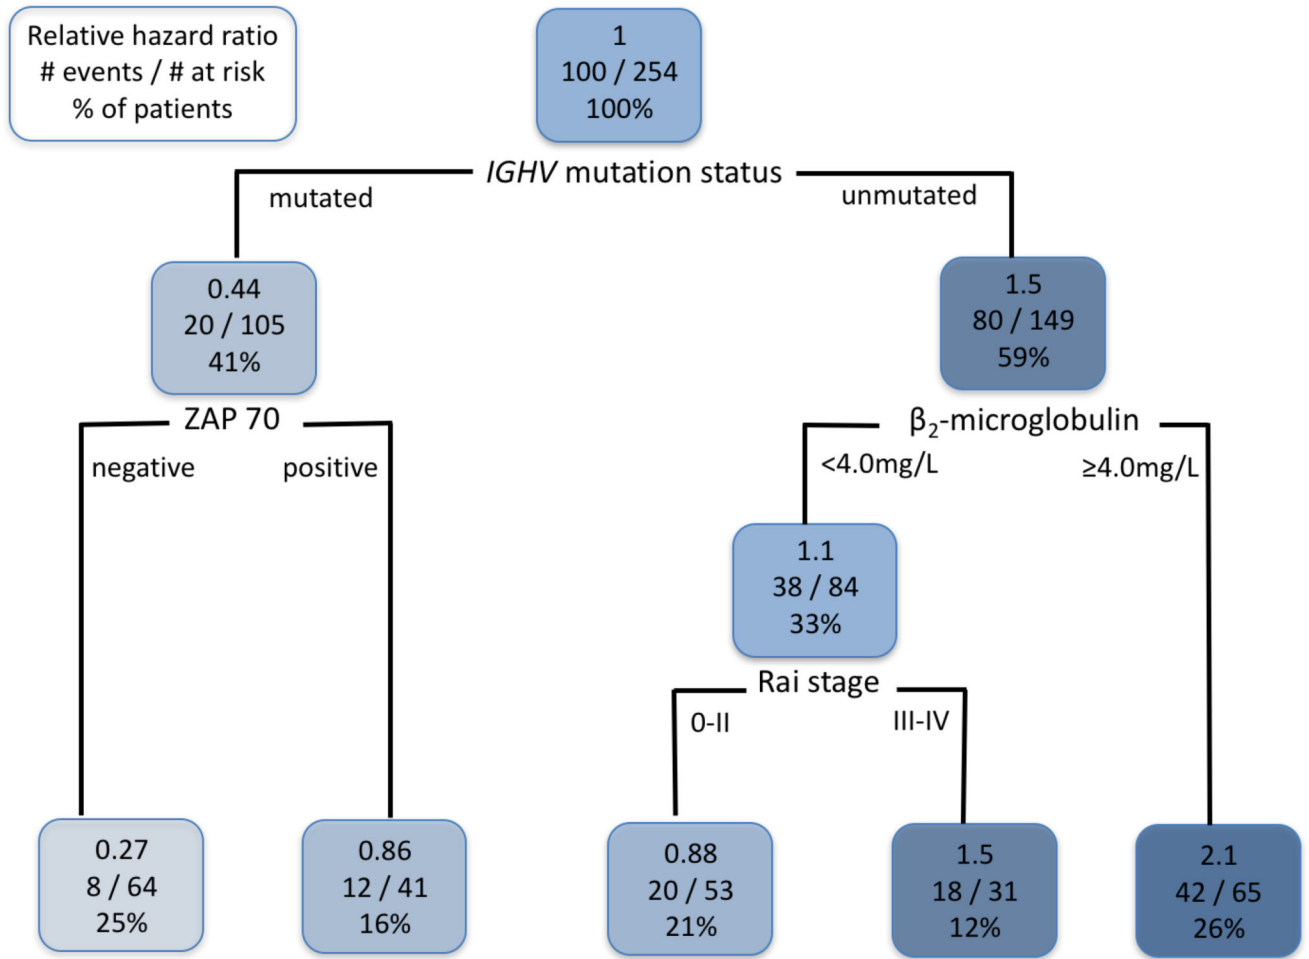 Relative hazard ratio
# events / # at risk
% of patients
1
100 / 254
100%
IGHV mutation status
mutated
unmutated
0.44
20 / 105
41%
1.5
80 / 149
59%
ZAP 70
negative
positive
β₂-microglobulin
<4.0mg/L
≥4.0mg/L
1.1
38 / 84
33%
Rai stage
0-II
III-IV
0.27
8 / 64
25%
0.86
12 / 41
16%
0.88
20 / 53
21%
1.5
18 / 31
12%
2.1
42 / 65
26%